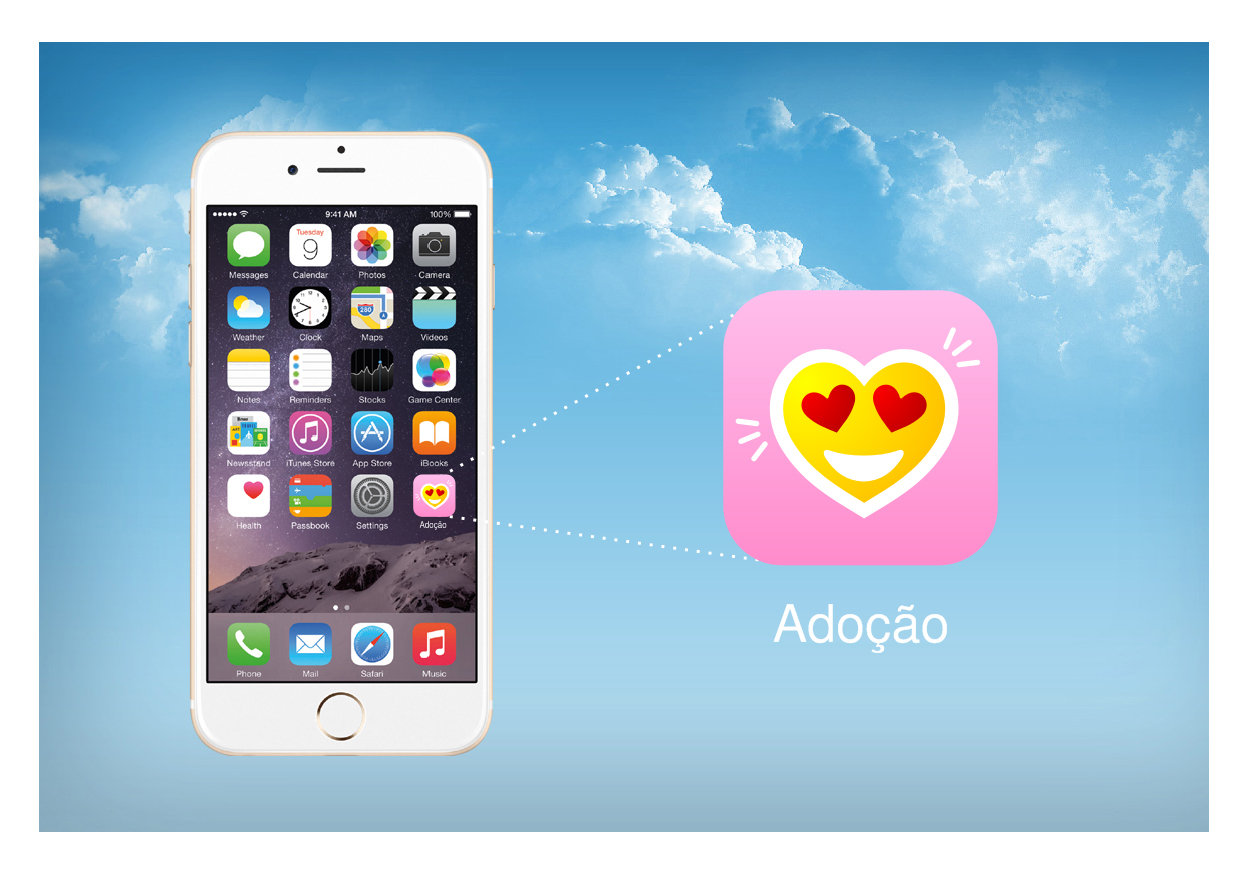 9:41 AM 100%
Tuesday
9
Messages Calendar Photos Camera
280
Weather Clock Maps Videos
Notes Reminders Stocks Game Center
Newsstand iTunes Store App Store iBooks
Health Passbook Settings Adoção
Phone Mail Safari Music
Adoção